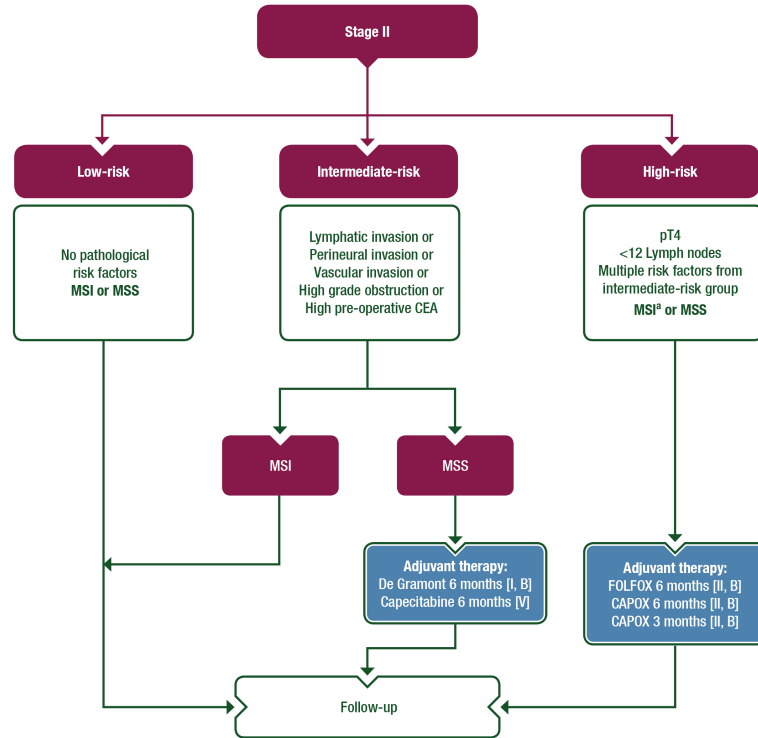 Stage II
Low-risk
Intermediate-risk
High-risk
No pathological
risk factors
MSI or MSS
Lymphatic invasion or
Perineural invasion or
Vascular invasion or
High grade obstruction or
High pre-operative CEA
pT4
<12 Lymph nodes
Multiple risk factors from
intermediate-risk group
MSIᵃ or MSS
MSI
MSS
Adjuvant therapy:
De Gramont 6 months [I, B]
Capecitabine 6 months [V]
Adjuvant therapy:
FOLFOX 6 months [II, B]
CAPOX 6 months [II, B]
CAPOX 3 months [II, B]
Follow-up